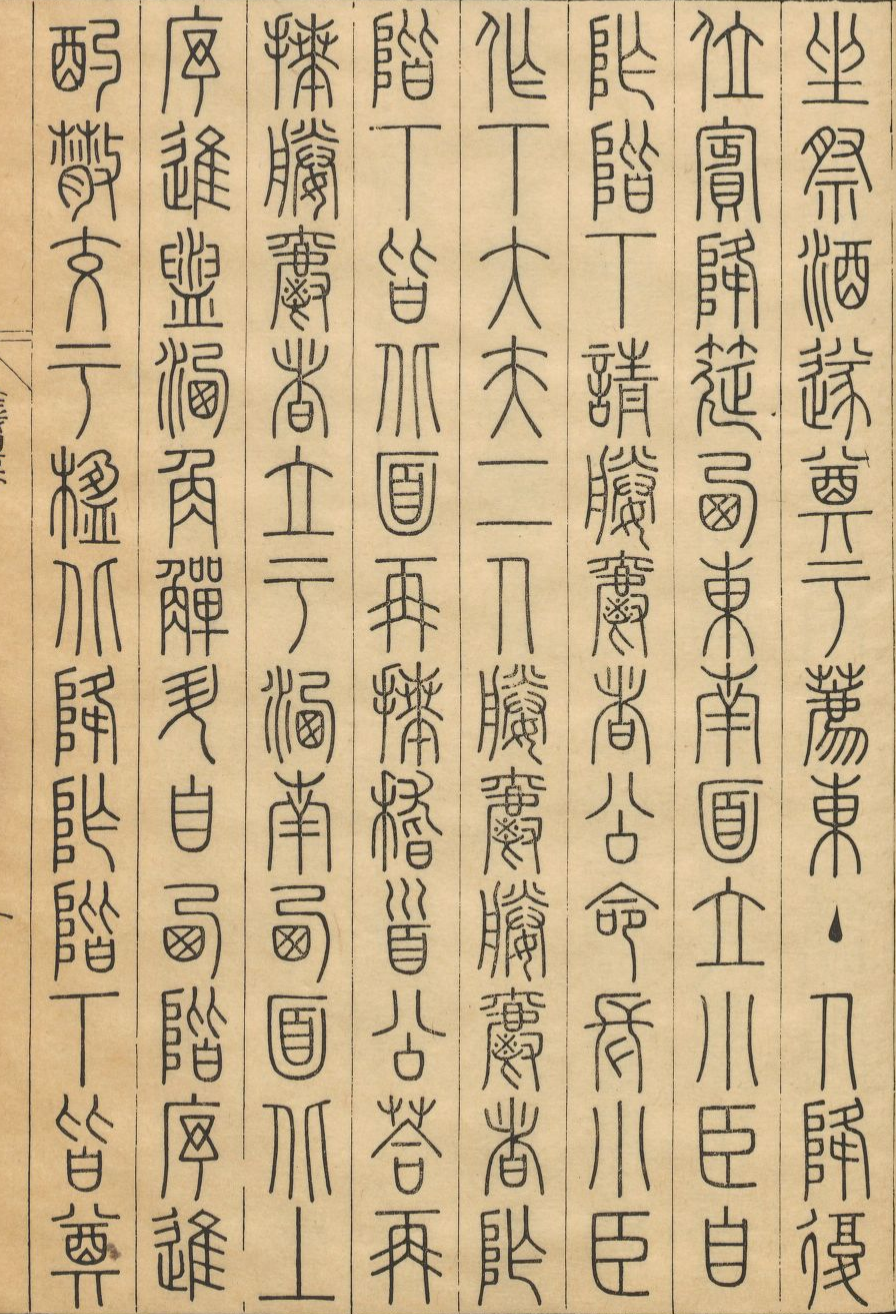 坐祭酒遂奠于薦東主人降復
位賓降筵西東南面立小臣自
阼階下請媵爵者公命長小臣
作下大夫二人媵爵媵爵者阼
階下皆北面再拜稽首公答再
拜媵爵者立于洗南西面北上
序進盥洗角觶升自西階序進
酌散交于楹北降阼階下皆奠